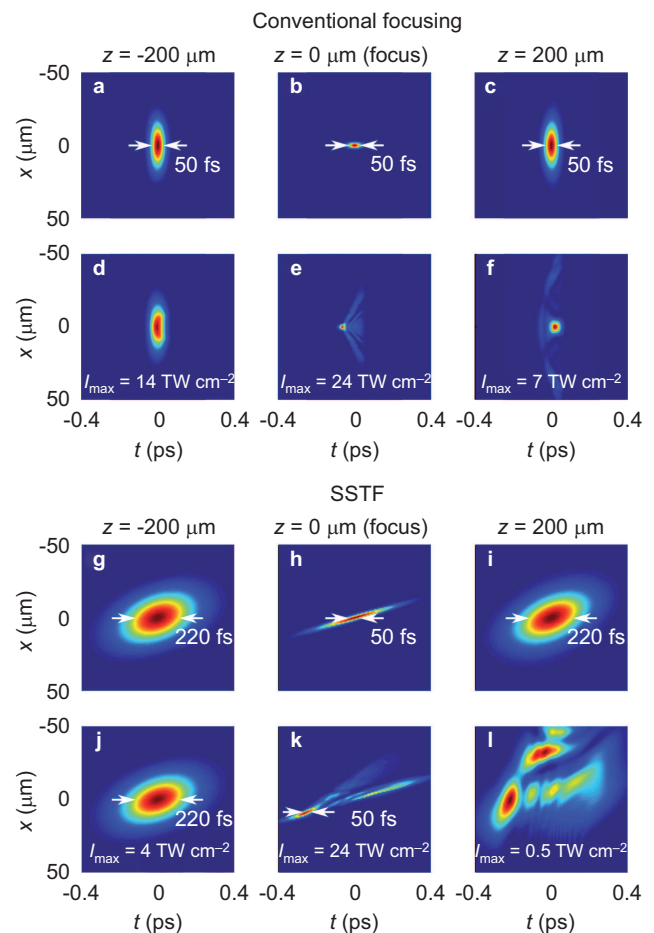 Conventional focusing
z = -200 μm z = 0 μm (focus) z = 200 μm
-50 a b c
x (μm) 0 50 fs 50 fs 50 fs
50
-50 d e f
x (μm) 0
50 Imax = 14 TW cm–2 Imax = 24 TW cm–2 Imax = 7 TW cm–2
-0.4 0 0.4 -0.4 0 0.4 -0.4 0 0.4
t (ps) t (ps) t (ps)
SSTF
z = -200 μm z = 0 μm (focus) z = 200 μm
-50 g h i
x (μm) 0 220 fs 50 fs 220 fs
50
-50 j k l
x (μm) 0 220 fs 50 fs
50 Imax = 4 TW cm–2 Imax = 24 TW cm–2 Imax = 0.5 TW cm–2
-0.4 0 0.4 -0.4 0 0.4 -0.4 0 0.4
t (ps) t (ps) t (ps)